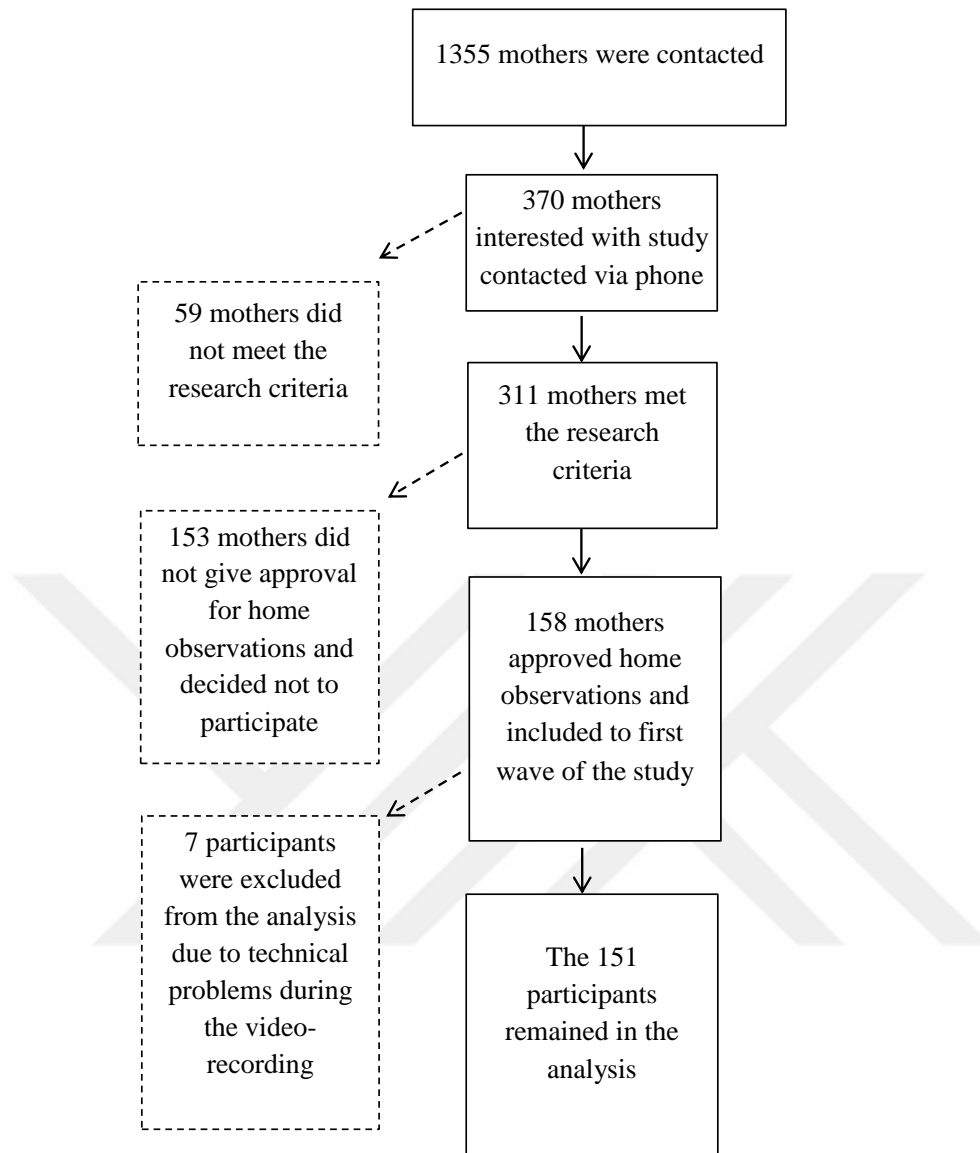 1355 mothers were contacted
370 mothers
interested with study
contacted via phone
59 mothers did
not meet the
research criteria
311 mothers met
the research
criteria
153 mothers did
not give approval
for home
observations and
decided not to
participate
158 mothers
approved home
observations and
included to first
wave of the study
7 participants
were excluded
from the analysis
due to technical
problems during
the video-
recording
The 151
participants
remained in the
analysis